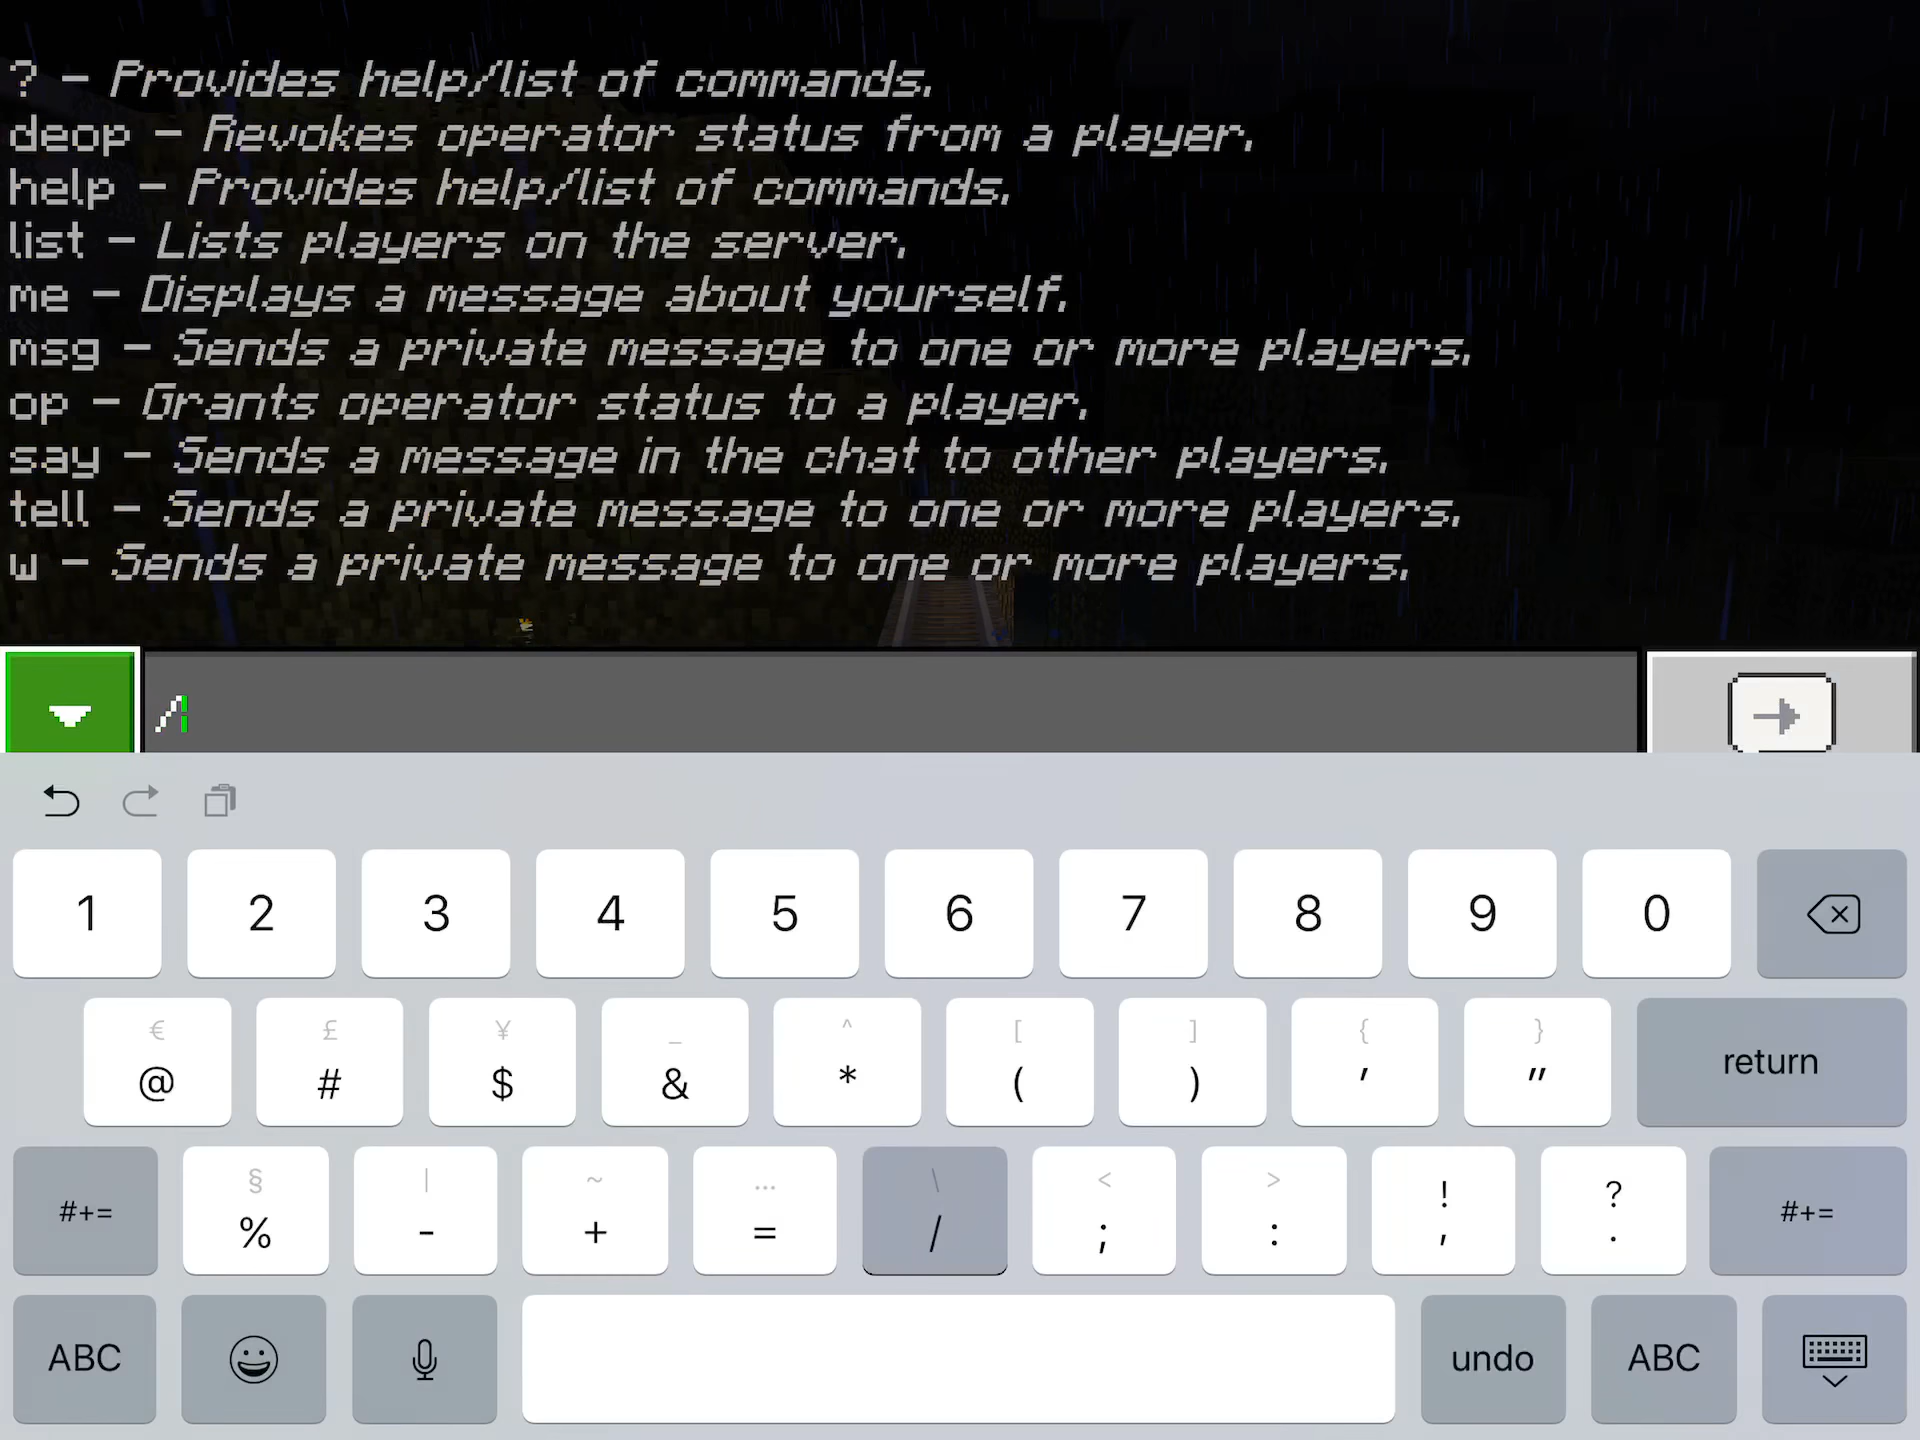 ? - Provides help/list of commands.
deop - Revokes operator status from a player.
help - Provides help/list of commands.
list - Lists players on the server.
me - Displays a message about yourself.
msg - Sends a private message to one or more players.
op - Grants operator status to a player.
say - Sends a message in the chat to other players.
tell - Sends a private message to one or more players.
w - Sends a private message to one or more players.
/
1 2 3 4 5 6 7 8 9 0
€ £ ¥ _ ^ [ ] { }
@ # $ & * ( ) ' " return
§ | ~ … \ < > ! ?
#+= % - + = / ; : , . #+=
ABC undo ABC